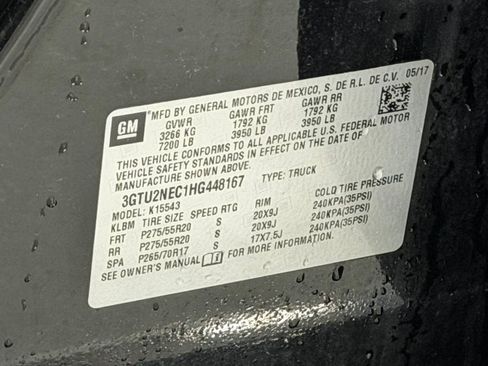 GM
MFD BY GENERAL MOTORS DE MEXICO, S. DE R.L. DE C.V. 05/17
GVWR GAWR FRT GAWR RR
3266 KG 1792 KG 1792 KG
7200 LB 3950 LB 3950 LB
THIS VEHICLE CONFORMS TO ALL APPLICABLE U.S. FEDERAL MOTOR
VEHICLE SAFETY STANDARDS IN EFFECT ON THE DATE OF
MANUFACTURE SHOWN ABOVE.
3GTU2NEC1HG448167 TYPE: TRUCK
MODEL: K15543
KLBM TIRE SIZE SPEED RTG RIM COLD TIRE PRESSURE
FRT P275/55R20 S 20X9J 240KPA(35PSI)
RR P275/55R20 S 20X9J 240KPA(35PSI)
SPA P265/70R17 S 17X7.5J 240KPA(35PSI)
SEE OWNER'S MANUAL FOR MORE INFORMATION.